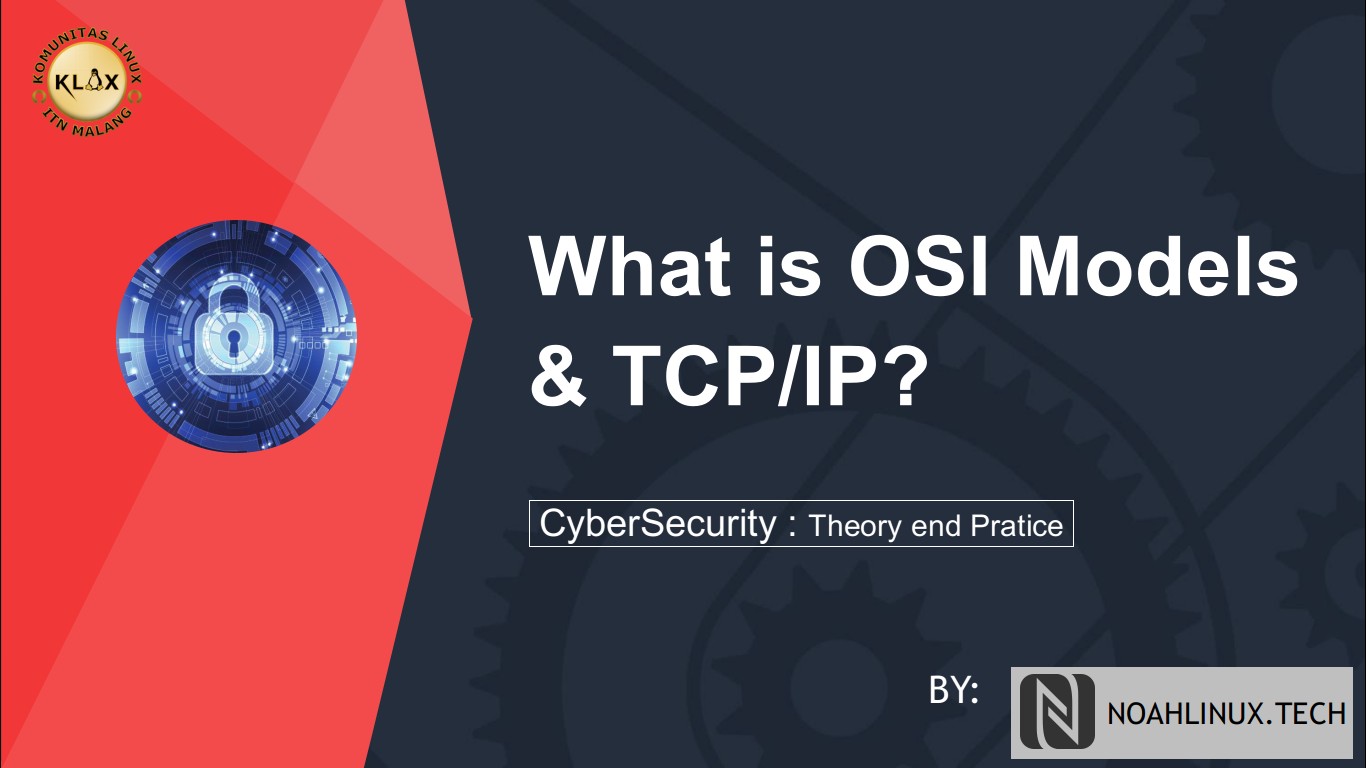 KOMUNITAS LINUX
KLAX
ITN MALANG
What is OSI Models
& TCP/IP?
CyberSecurity : Theory end Pratice
BY:
NOAHLINUX.TECH